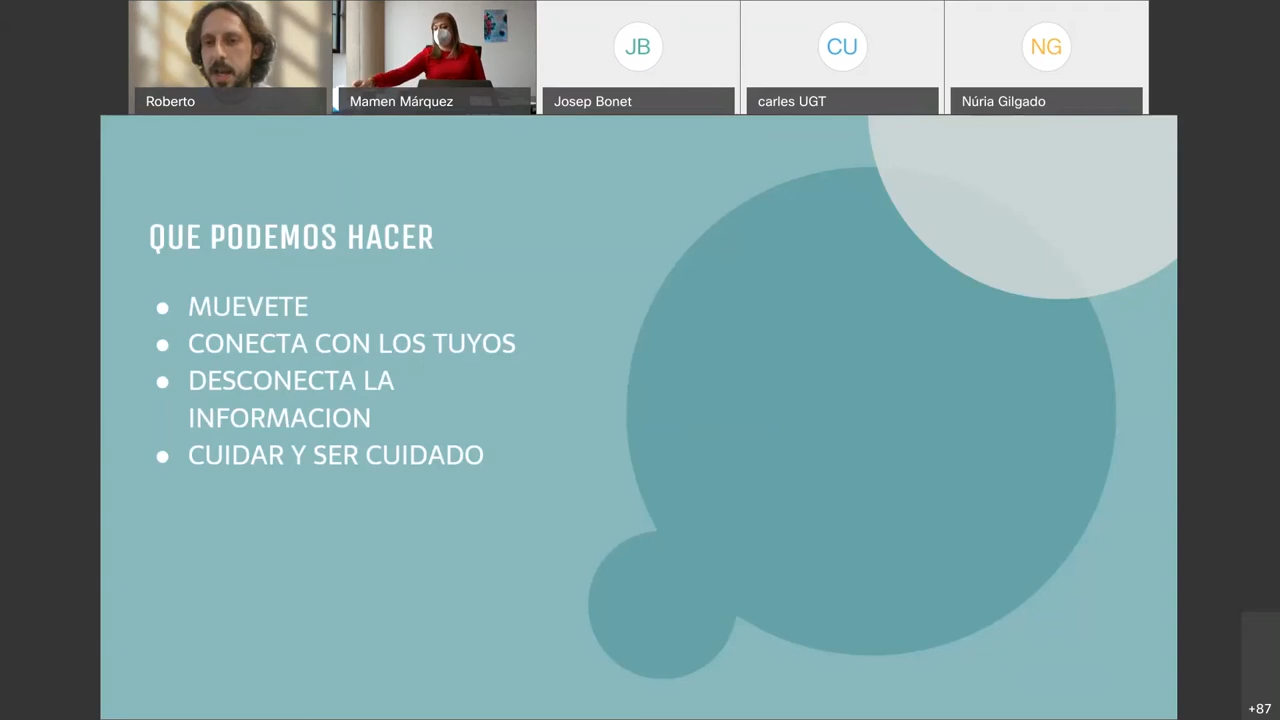 JB
CU
NG
Roberto
Mamen Márquez
Josep Bonet
carles UGT
Núria Gilgado
QUE PODEMOS HACER
● MUEVETE
● CONECTA CON LOS TUYOS
● DESCONECTA LA
INFORMACION
● CUIDAR Y SER CUIDADO
+87